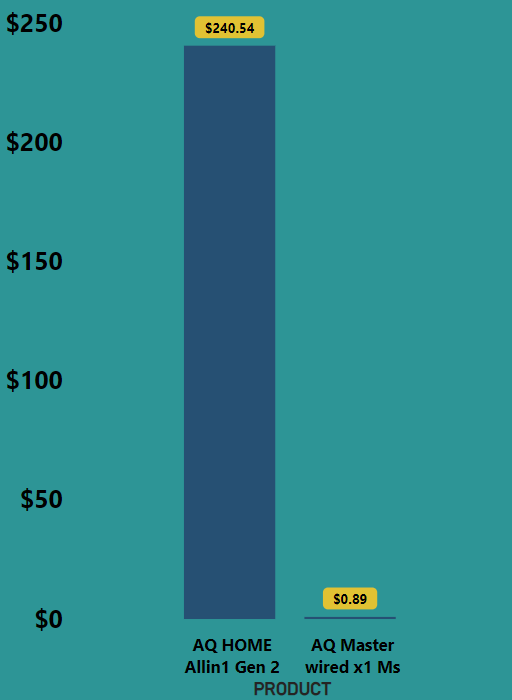 $250
$240.54
$200
$150
$100
$50
$0.89
$0
AQ HOME
Allin1 Gen 2
AQ Master
wired x1 Ms
PRODUCT